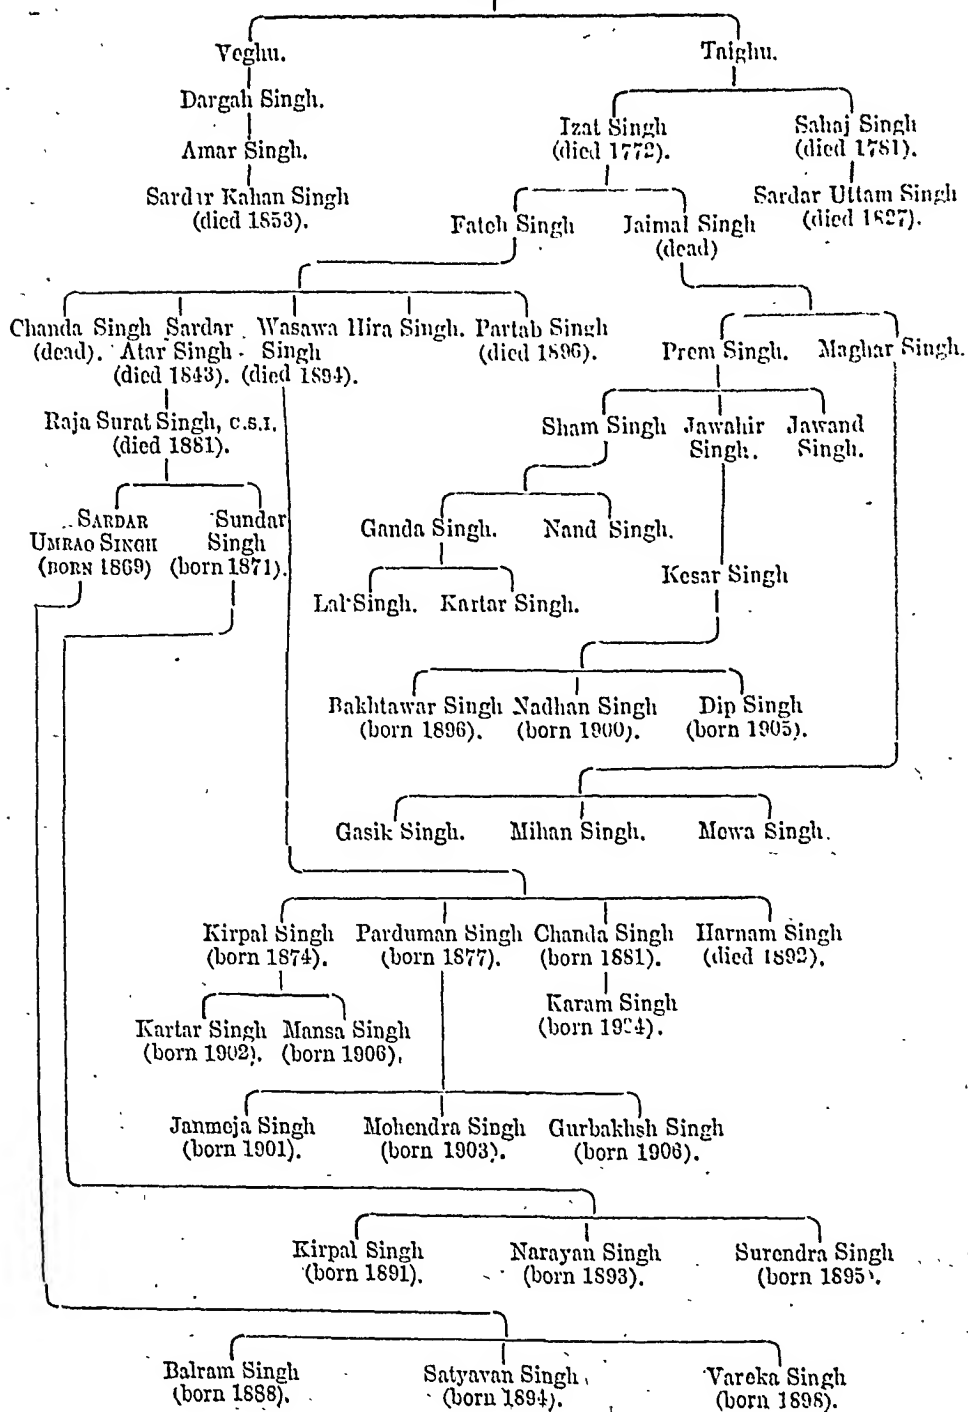 Veghu. Taighu.
Dargah Singh.
Izat Singh Sahaj Singh
(died 1772). (died 1781).
Amar Singh.
Sardar Kahan Singh Sardar Uttam Singh
(died 1853). (died 1827).
Fateh Singh Jaimal Singh
(dead)
Chanda Singh Sardar Wasawa Hira Singh. Partab Singh
(dead). Atar Singh Singh (died 1896).
(died 1843). (died 1894).
Prem Singh. Maghar Singh.
Raja Surat Singh, C.S.I.
(died 1881).
Sham Singh Jawahir Jawand
Singh. Singh.
SARDAR Sundar
UMRAO SINGH Singh
(BORN 1869) (born 1871).
Ganda Singh. Nand Singh.
Kesar Singh
Lal Singh. Kartar Singh.
Bakhtawar Singh Nadhan Singh Dip Singh
(born 1896). (born 1900). (born 1905).
Gasik Singh. Mihan Singh. Mewa Singh.
Kirpal Singh Parduman Singh Chanda Singh Harnam Singh
(born 1874). (born 1877). (born 1881). (died 1892).
Karam Singh
(born 1904).
Kartar Singh Mansa Singh
(born 1902). (born 1906).
Janmeja Singh Mohendra Singh Gurbakhsh Singh
(born 1901). (born 1903). (born 1906).
Kirpal Singh Narayan Singh Surendra Singh
(born 1891). (born 1893). (born 1895).
Balram Singh Satyavan Singh Vareka Singh
(born 1888). (born 1894). (born 1898).